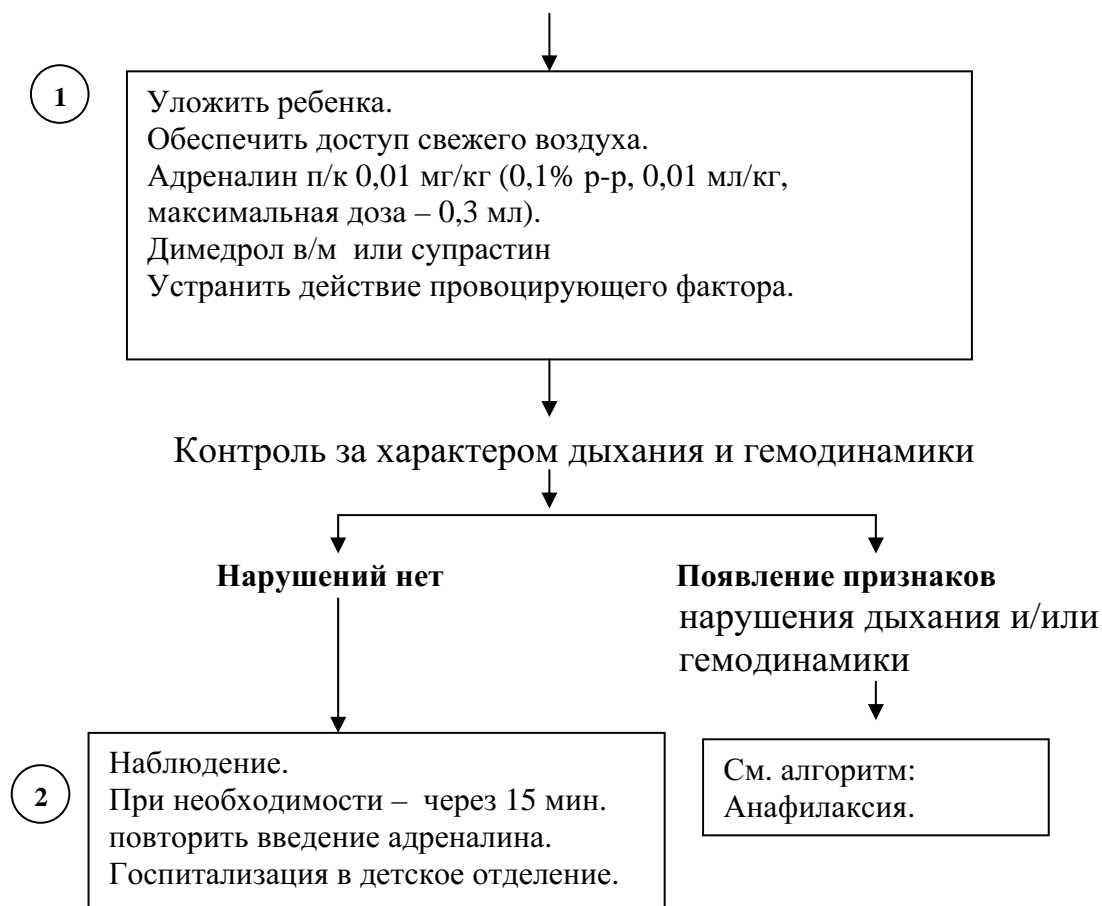 1
Уложить ребенка.
Обеспечить доступ свежего воздуха.
Адреналин п/к 0,01 мг/кг (0,1% р-р, 0,01 мл/кг,
максимальная доза – 0,3 мл).
Димедрол в/м или супрастин
Устранить действие провоцирующего фактора.
Контроль за характером дыхания и гемодинамики
Нарушений нет
Появление признаков
нарушения дыхания и/или
гемодинамики
2
Наблюдение.
При необходимости – через 15 мин.
повторить введение адреналина.
Госпитализация в детское отделение.
См. алгоритм:
Анафилаксия.